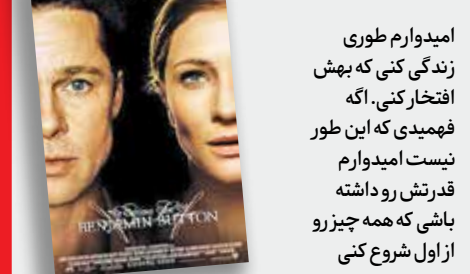 BENJAMIN BUTTON
امیدوارم طوری
زندگی کنی که بهش
افتخار کنی. اگه
فهمیدی که این طور
نیست امیدوارم
قدرتش رو داشته
باشی که همه چیز رو
از اول شروع کنی